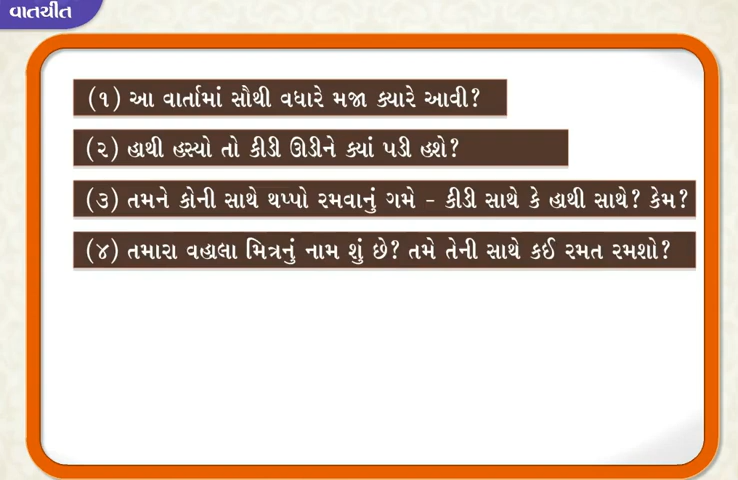 વાતચીત
(૧) આ વાર્તામાં સૌથી વધારે મજા ક્યારે આવી?
(૨) હાથી હસ્યો તો કીડી ઊડીને ક્યાં પડી હશે?
(૩) તમને કોની સાથે થપ્પો રમવાનું ગમે - કીડી સાથે કે હાથી સાથે? કેમ?
(૪) તમારા વહાલા મિત્રનું નામ શું છે? તમે તેની સાથે કઈ રમત રમશો?